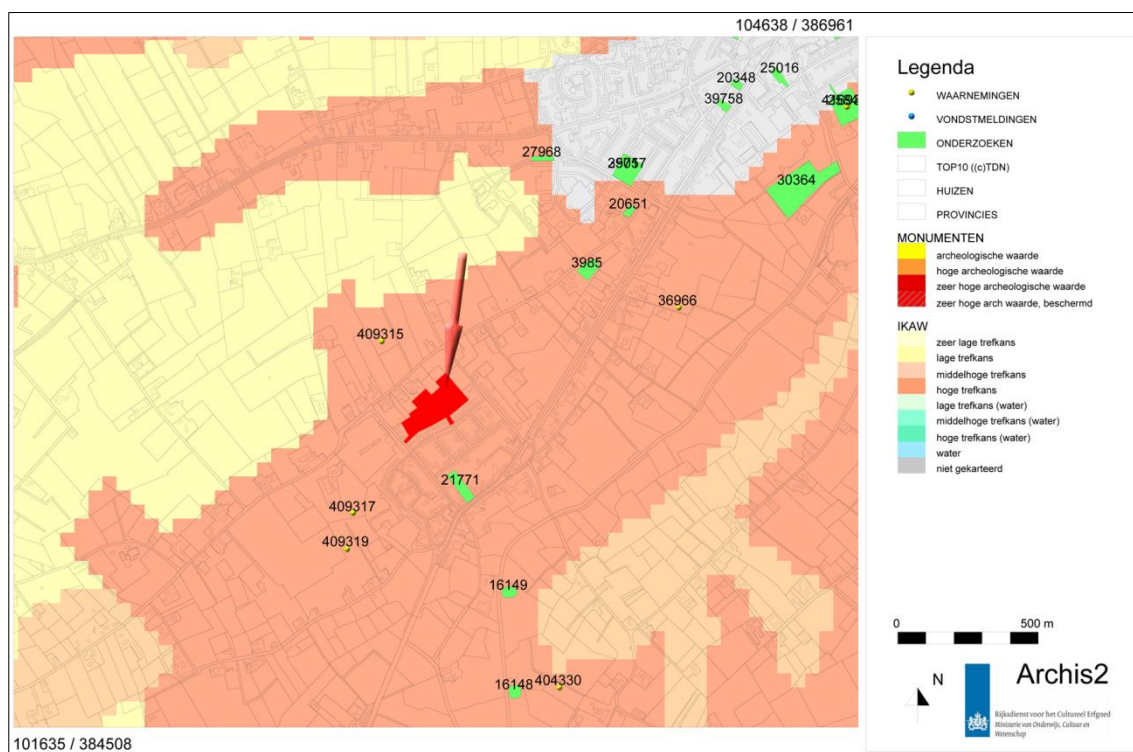 104638 / 386961
25016
20348
39758
27968
30364
20651
3985
36966
409315
21771
409317
409319
16149
16148
404330
101635 / 384508
Legenda
WAARNEMINGEN
VONDSTMELDINGEN
ONDERZOEKEN
TOP10 ((c)TDN)
HUIZEN
PROVINCIES
MONUMENTEN
archeologische waarde
hoge archeologische waarde
zeer hoge archeologische waarde
zeer hoge arch waarde, beschermd
IKAW
zeer lage trefkans
lage trefkans
middelhoge trefkans
hoge trefkans
lage trefkans (water)
middelhoge trefkans (water)
hoge trefkans (water)
water
niet gekarteerd
0 500 m
N
Archis2
Rijksdienst voor het Cultureel Erfgoed
Ministerie van Onderwijs, Cultuur en
Wetenschap